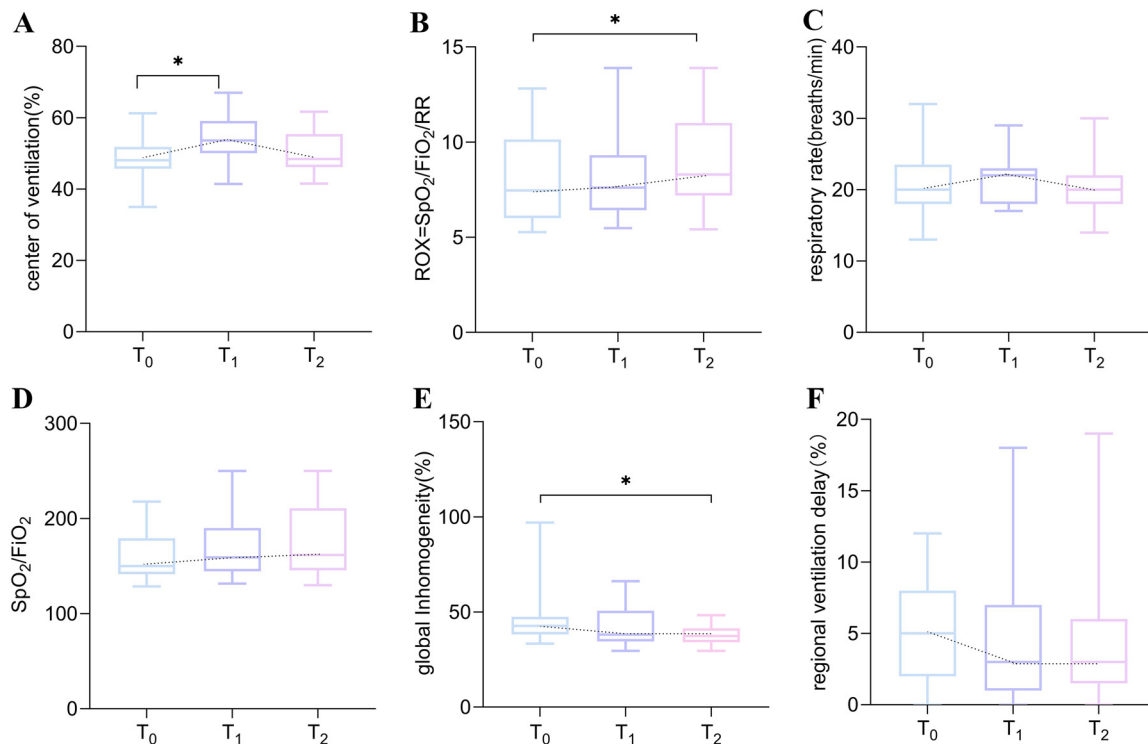 A
center of ventilation(%)
80
60
40
20
0
*
T0
T1
T2
B
ROX=SpO2/FiO2/RR
15
10
5
0
*
T0
T1
T2
C
respiratory rate(breaths/min)
40
30
20
10
0
T0
T1
T2
D
SpO2/FiO2
300
200
100
0
T0
T1
T2
E
global Inhomogeneity(%)
150
100
50
0
*
T0
T1
T2
F
regional ventilation delay(%)
20
15
10
5
0
T0
T1
T2